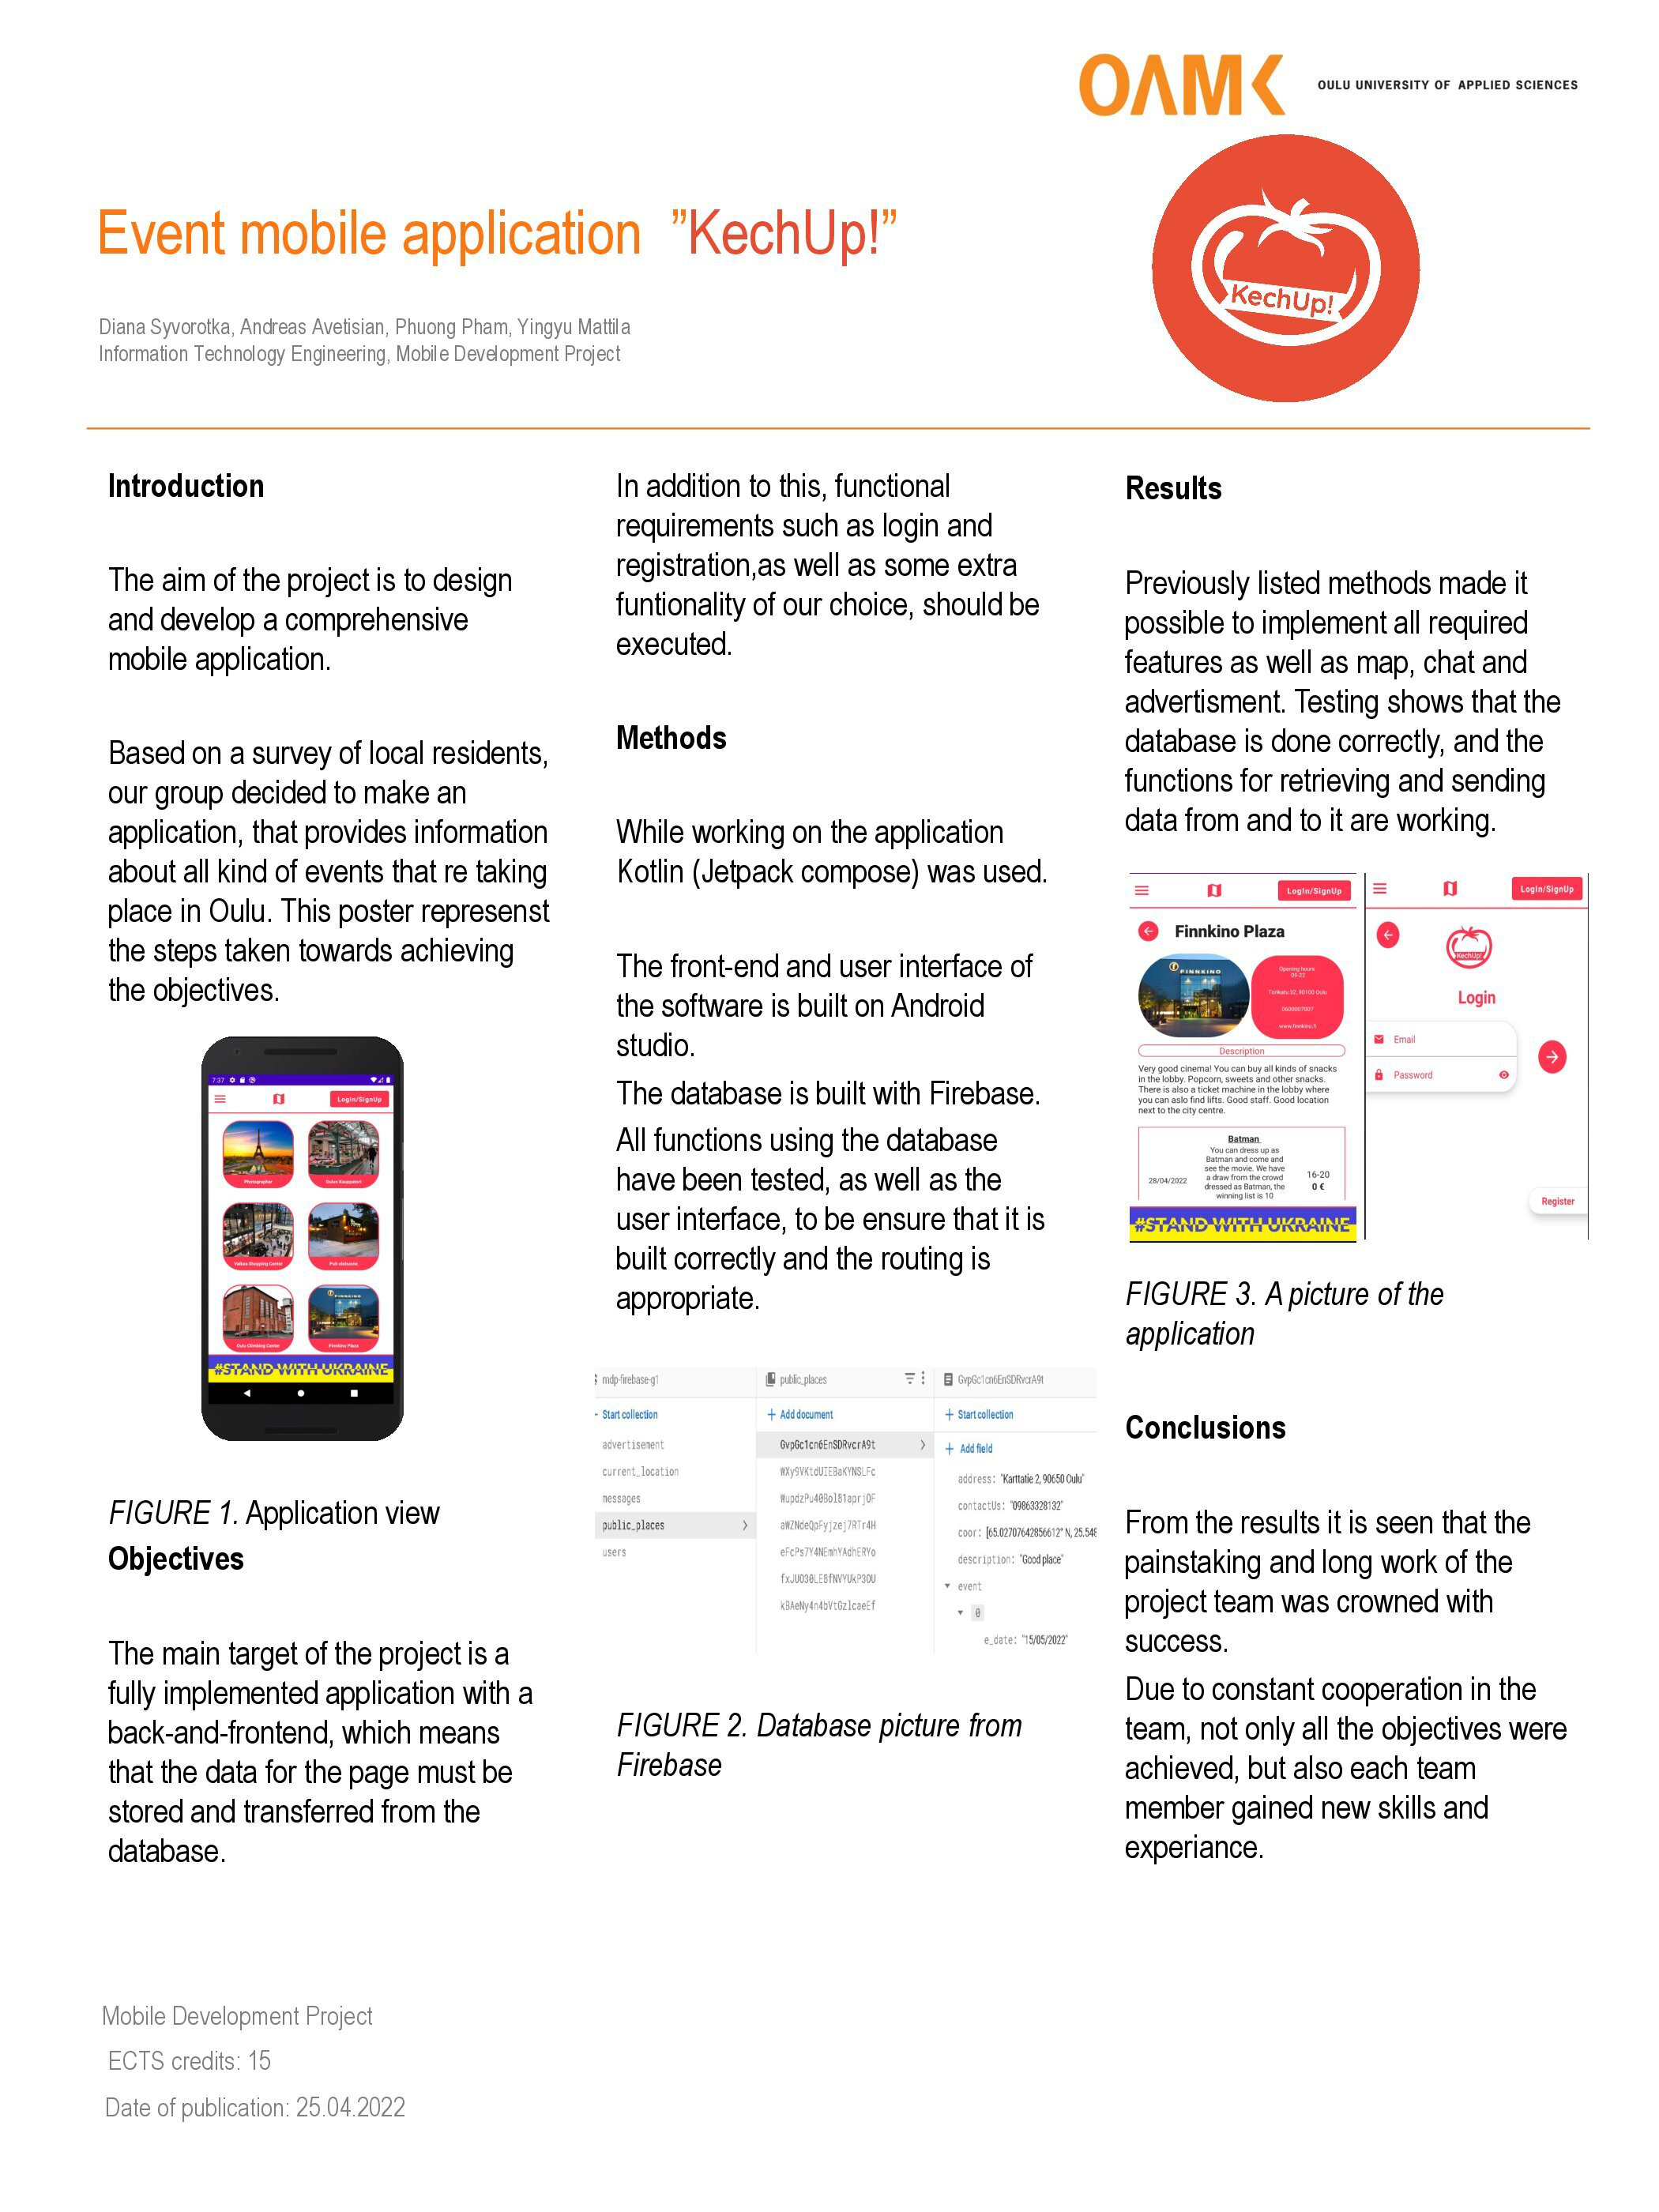 OAMK
OULU UNIVERSITY OF APPLIED SCIENCES
KechUp!
Event mobile application ”KechUp!”
Diana Syvorotka, Andreas Avetisian, Phuong Pham, Yingyu Mattila
Information Technology Engineering, Mobile Development Project
Introduction
The aim of the project is to design
and develop a comprehensive
mobile application.
Based on a survey of local residents,
our group decided to make an
application, that provides information
about all kind of events that re taking
place in Oulu. This poster represenst
the steps taken towards achieving
the objectives.
7:37
LogIn/SignUp
Photographer
Oulun Kauppatori
Valkea Shopping Center
Oulu Climbing Center
Finnkino Plaza
#STAND WITH UKRAINE
FIGURE 1. Application view
Objectives
The main target of the project is a
fully implemented application with a
back-and-frontend, which means
that the data for the page must be
stored and transferred from the
database.
In addition to this, functional
requirements such as login and
registration,as well as some extra
funtionality of our choice, should be
executed.
Methods
While working on the application
Kotlin (Jetpack compose) was used.
The front-end and user interface of
the software is built on Android
studio.
The database is built with Firebase.
All functions using the database
have been tested, as well as the
user interface, to be ensure that it is
built correctly and the routing is
appropriate.
mdp-firebase-g1
Start collection
advertisement
current_location
messages
public_places
users
public_places
+ Add document
GvpGc1cn6EnSDRvcrA9t
GvpGc1cn6EnSDRvcrA9t
+ Start collection
+ Add field
address: "Karttatie 2, 90650 Oulu"
contactUs: "09863328132"
coor: [65.02707642856612° N, 25.548
description: "Good place"
event
0
e_date: "15/05/2022"
FIGURE 2. Database picture from
Firebase
Results
Previously listed methods made it
possible to implement all required
features as well as map, chat and
advertisment. Testing shows that the
database is done correctly, and the
functions for retrieving and sending
data from and to it are working.
LogIn/SignUp
Finnkino Plaza
FINNKINO
Opening hours
09-22
Torikatu 32, 90100 Oulu
0600007007
www.finnkino.fi
Description
Very good cinema! You can buy all kinds of snacks
in the lobby. Popcorn, sweets and other snacks.
There is also a ticket machine in the lobby where
you can aslo find lifts. Good staff. Good location
next to the city centre.
Batman
You can dress up as
Batman and come and
see the movie. We have
a draw from the crowd
dressed as Batman, the
winning list is 10
28/04/2022
16-20
0 €
#STAND WITH UKRAINE
LogIn/SignUp
KechUp!
Login
Email
Password
Register
FIGURE 3. A picture of the
application
Conclusions
From the results it is seen that the
painstaking and long work of the
project team was crowned with
success.
Due to constant cooperation in the
team, not only all the objectives were
achieved, but also each team
member gained new skills and
experiance.
Mobile Development Project
ECTS credits: 15
Date of publication: 25.04.2022